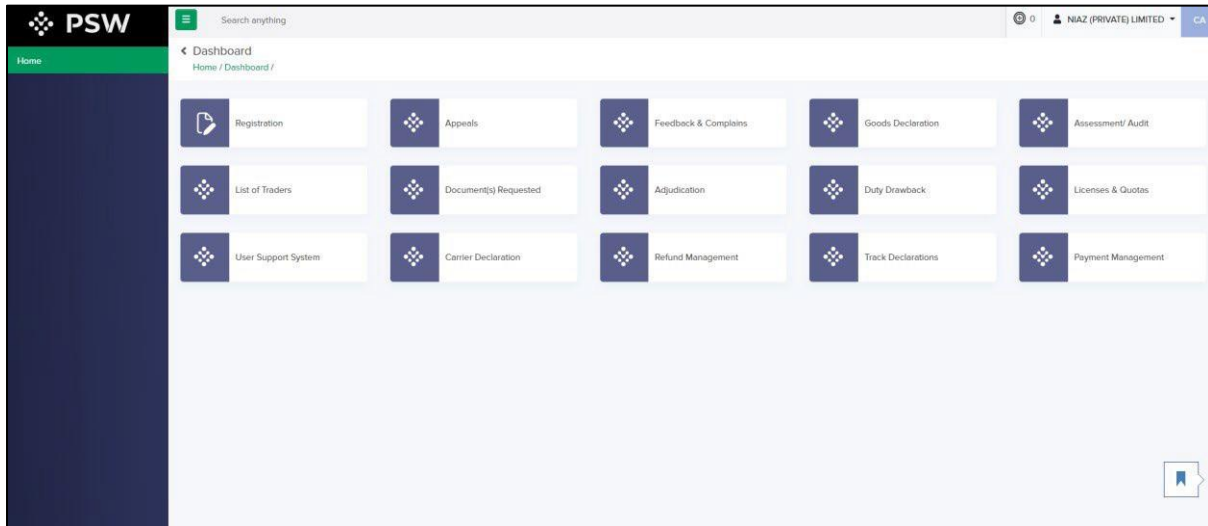 PSW
Search anything
0
NIAZ (PRIVATE) LIMITED
CA
Home
Dashboard
Home / Dashboard /
Registration
Appeals
Feedback & Complains
Goods Declaration
Assessment/ Audit
List of Traders
Document(s) Requested
Adjudication
Duty Drawback
Licenses & Quotas
User Support System
Carrier Declaration
Refund Management
Track Declarations
Payment Management